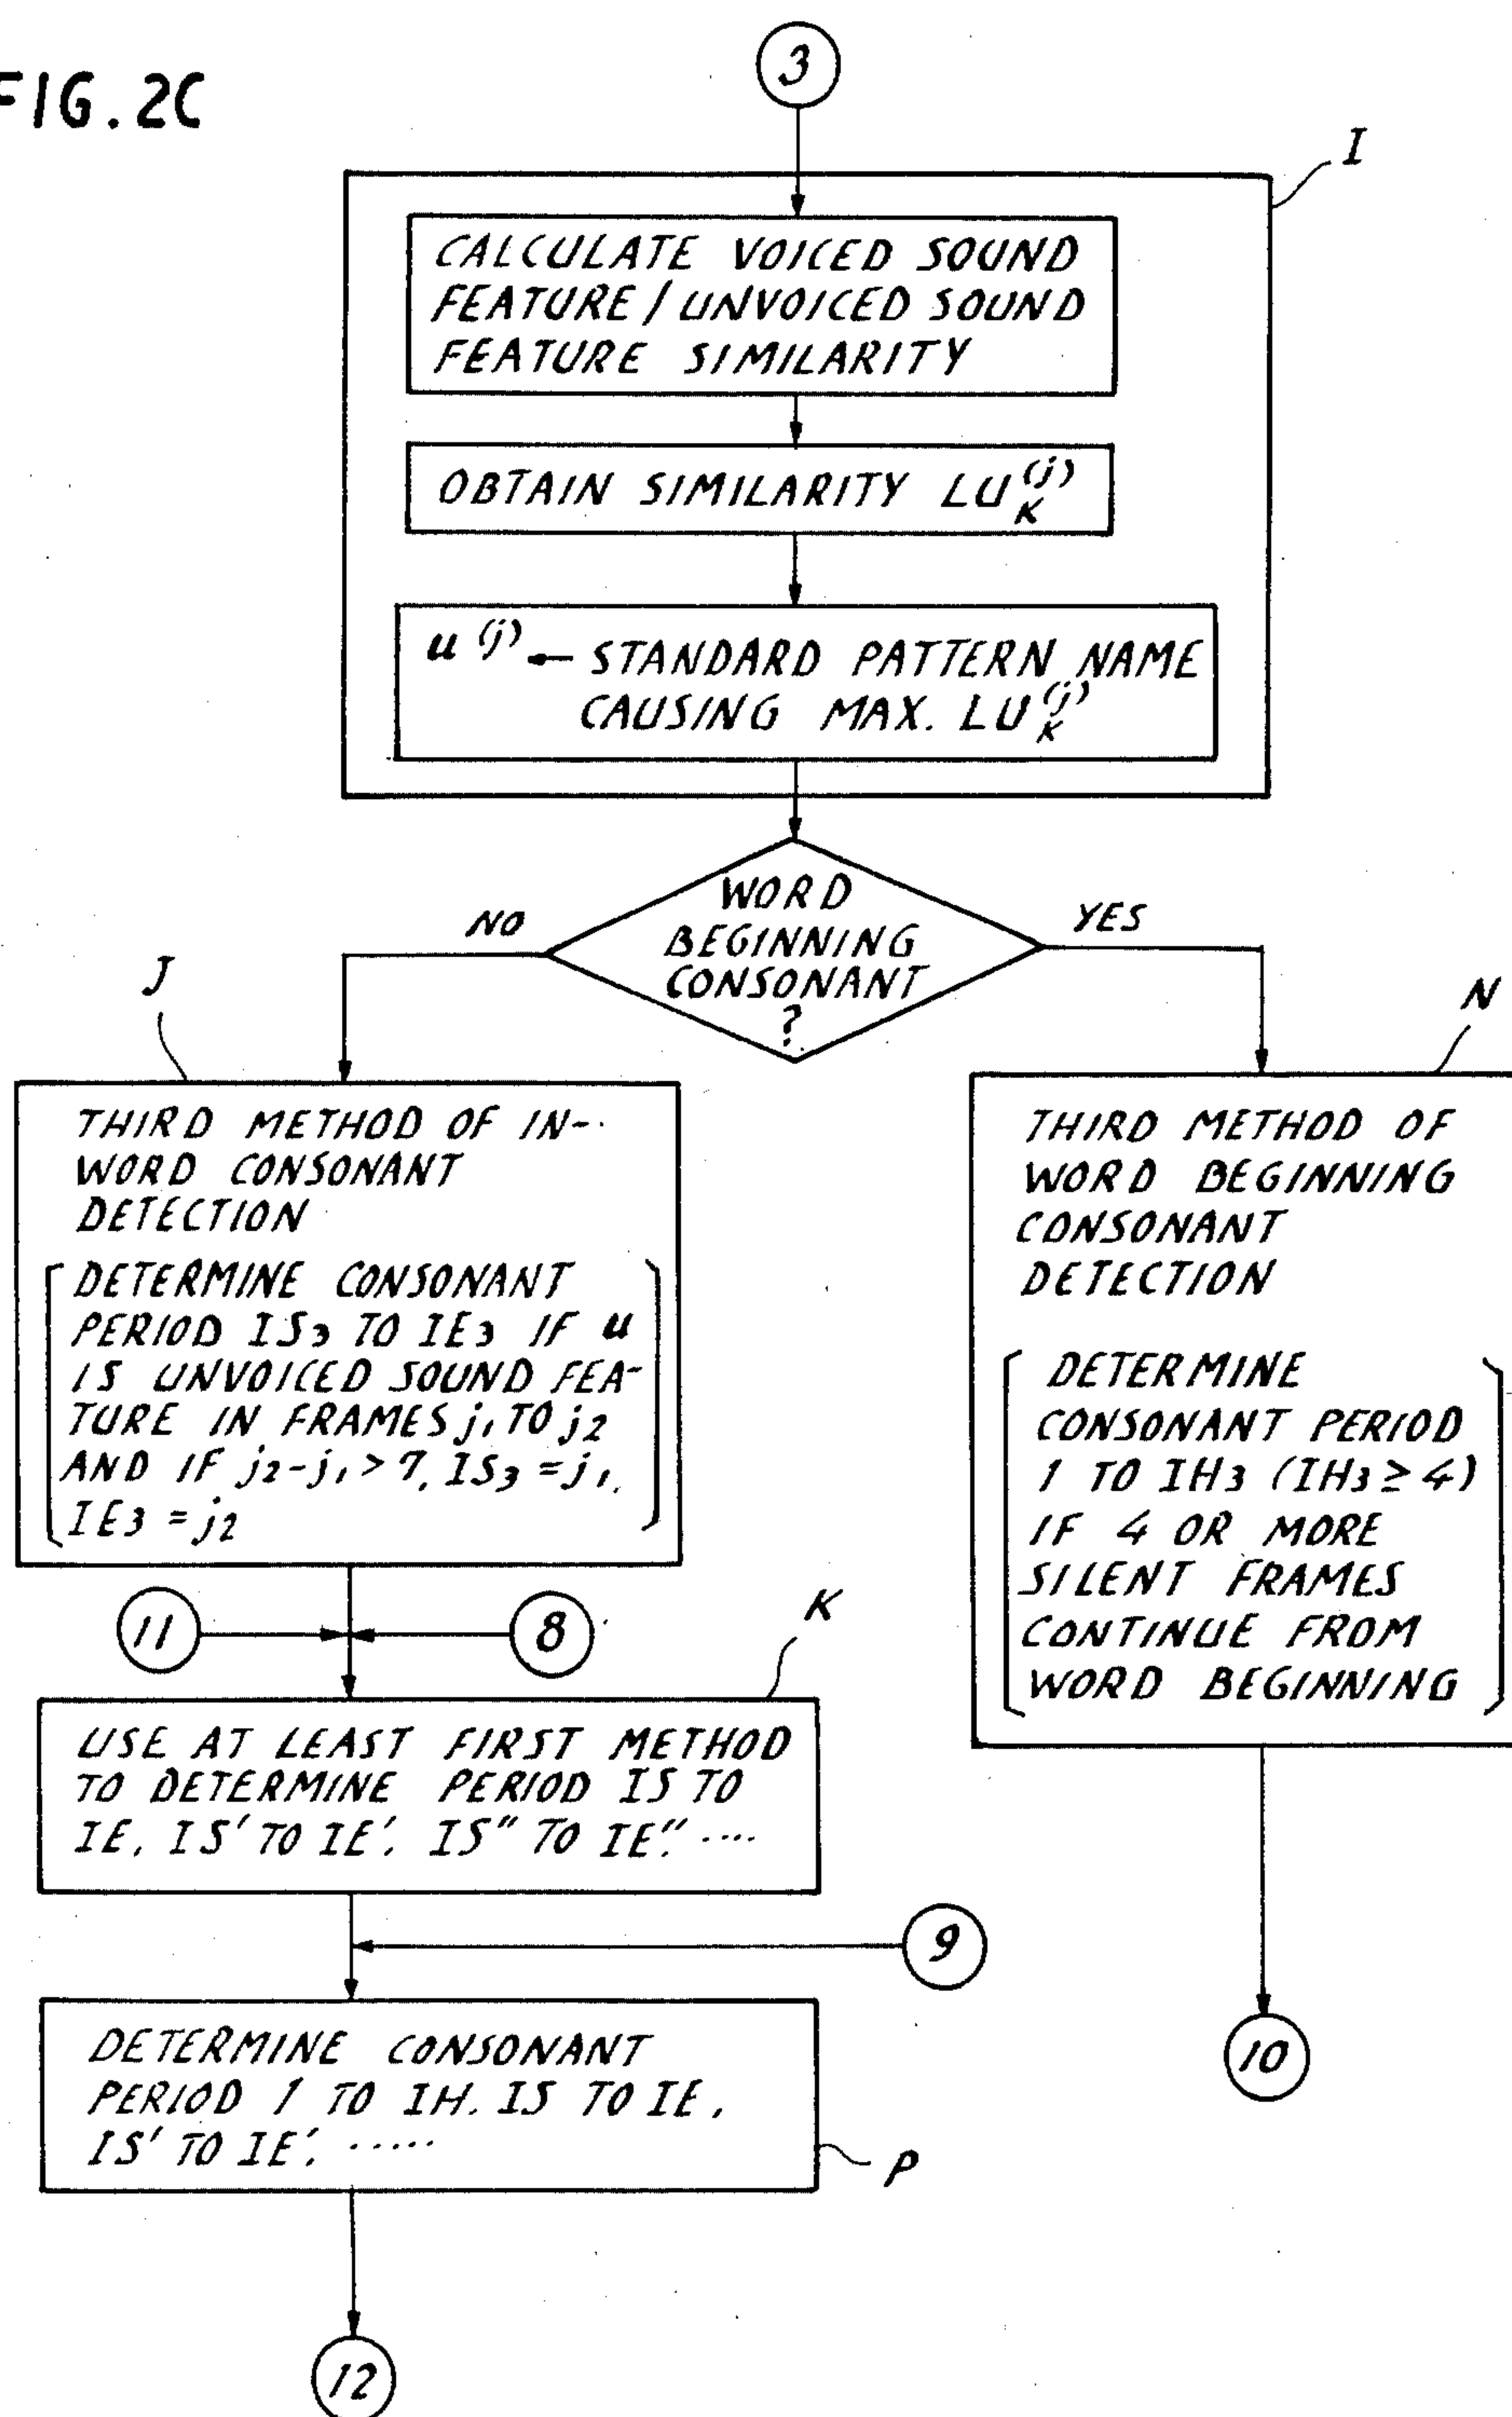 FIG. 2C
3
I
CALCULATE VOICED SOUND
FEATURE / UNVOICED SOUND
FEATURE SIMILARITY
OBTAIN SIMILARITY LU_K^(j)
u^(j) ← STANDARD PATTERN NAME
CAUSING MAX. LU_K^(j)
WORD
BEGINNING
CONSONANT
?
NO
YES
J
THIRD METHOD OF IN-
WORD CONSONANT
DETECTION
DETERMINE CONSONANT
PERIOD IS3 TO IE3 IF u
IS UNVOICED SOUND FEA-
TURE IN FRAMES j1 TO j2
AND IF j2-j1 > 7, IS3 = j1,
IE3 = j2
N
THIRD METHOD OF
WORD BEGINNING
CONSONANT
DETECTION
DETERMINE
CONSONANT PERIOD
1 TO IH3 (IH3 ≥ 4)
IF 4 OR MORE
SILENT FRAMES
CONTINUE FROM
WORD BEGINNING
11
8
K
USE AT LEAST FIRST METHOD
TO DETERMINE PERIOD IS TO
IE, IS' TO IE', IS" TO IE", ····
9
DETERMINE CONSONANT
PERIOD 1 TO IH, IS TO IE,
IS' TO IE', ·····
P
10
12